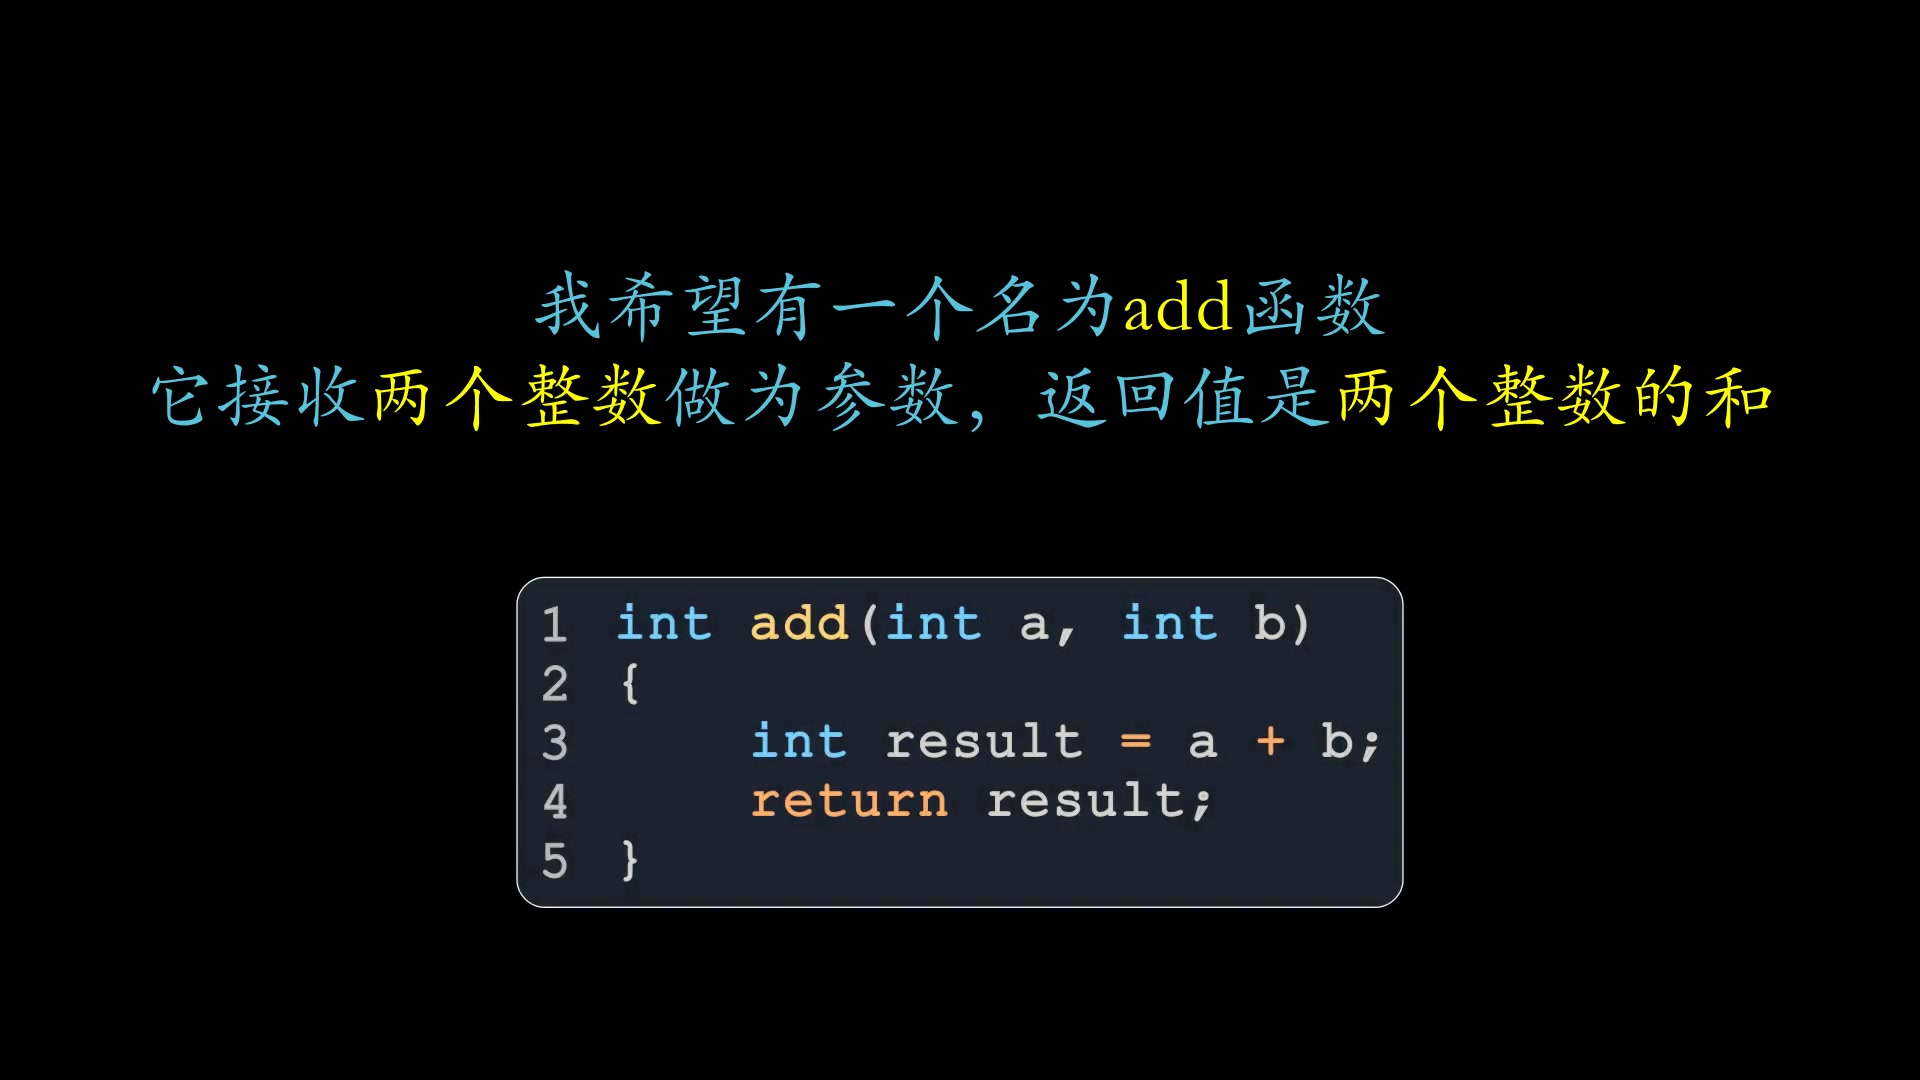 我希望有一个名为add函数
它接收两个整数做为参数，返回值是两个整数的和
1 int add(int a, int b)
2 {
3     int result = a + b;
4     return result;
5 }